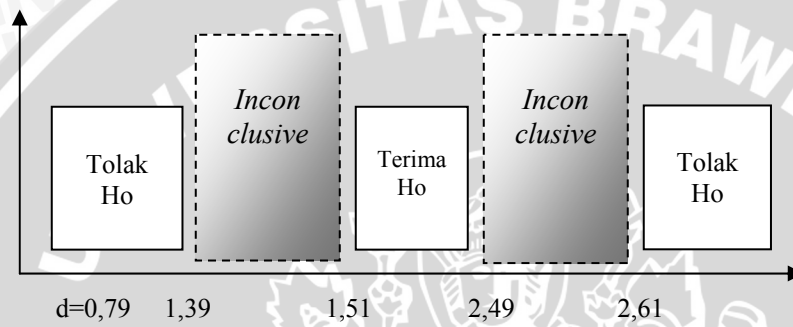 Tolak
Ho
Incon
clusive
Terima
Ho
Incon
clusive
Tolak
Ho
d=0,79 1,39 1,51 2,49 2,61